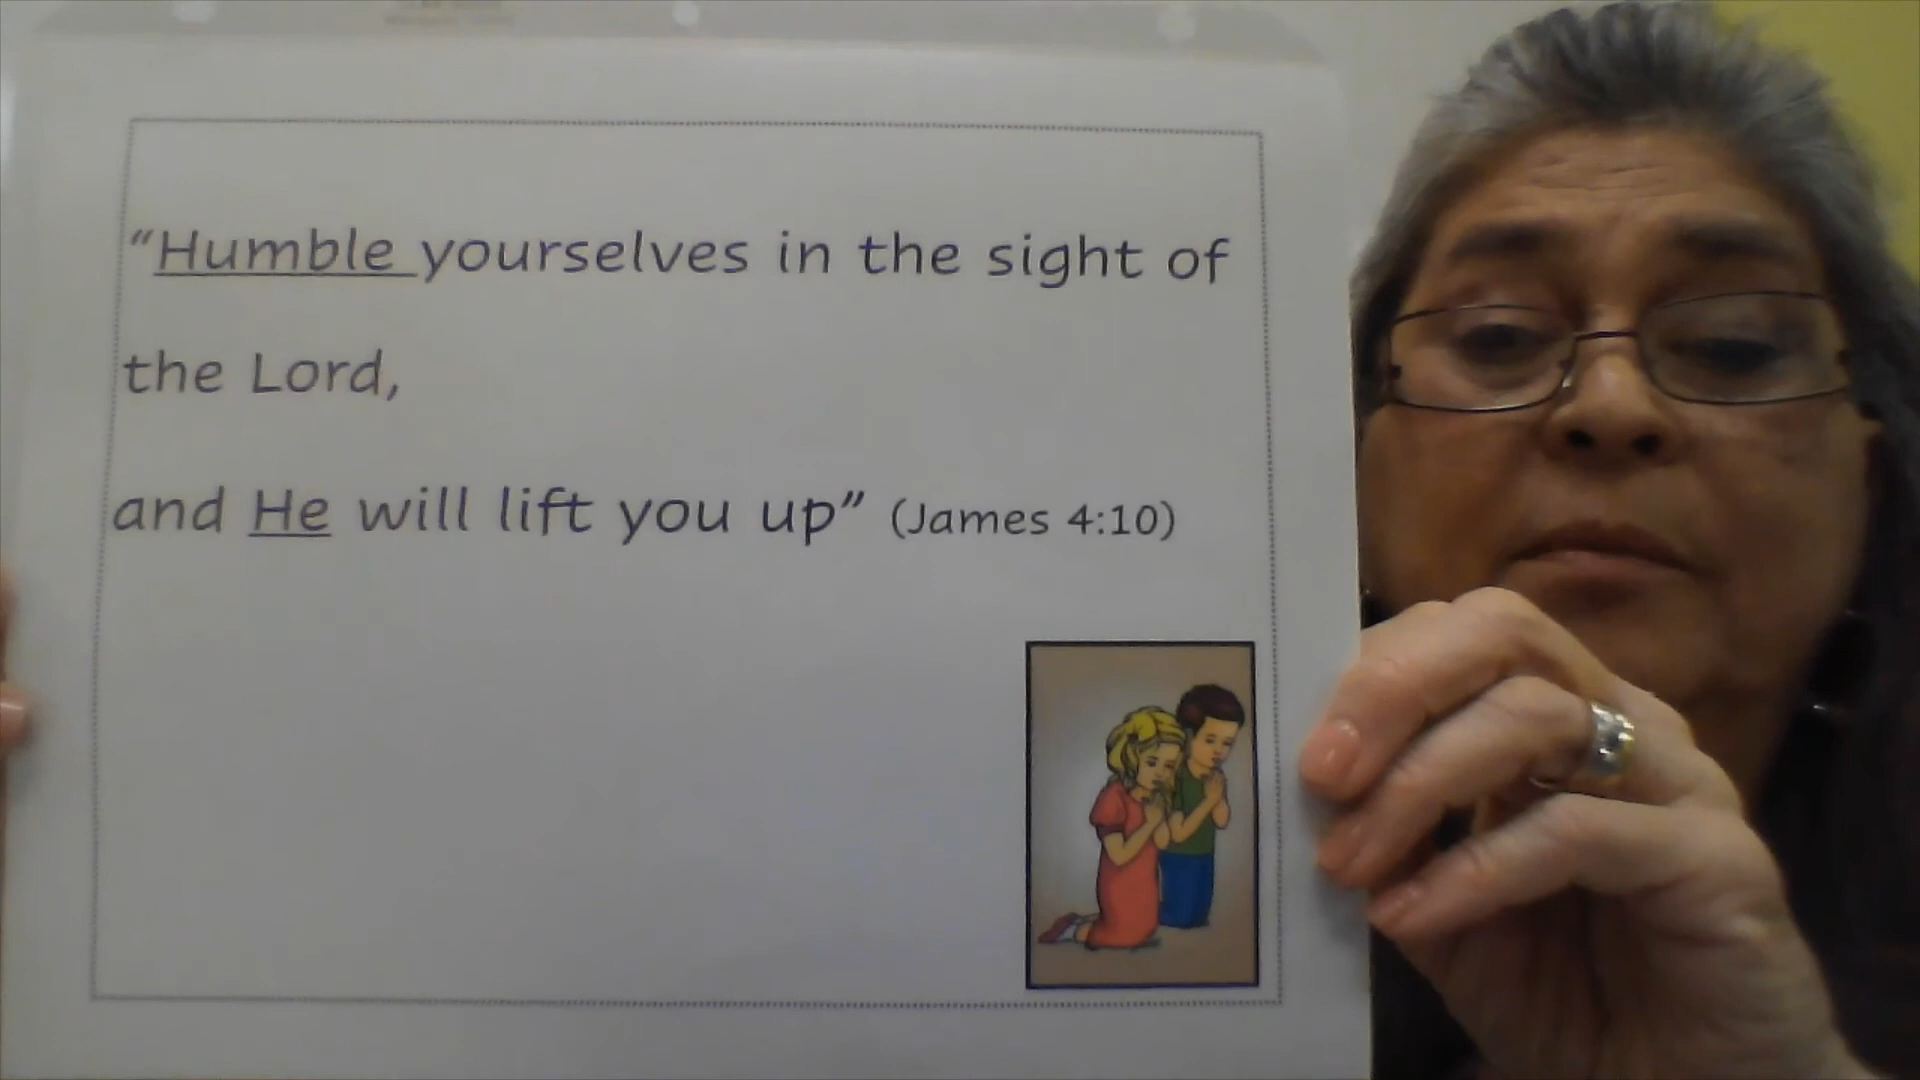 “Humble yourselves in the sight of
the Lord,
and He will lift you up” (James 4:10)